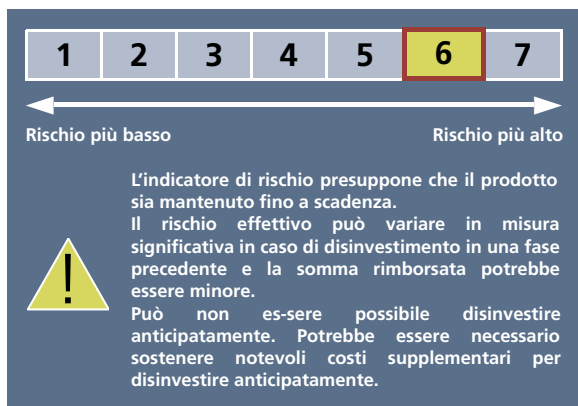 1 2 3 4 5 6 7
Rischio più basso Rischio più alto
L'indicatore di rischio presuppone che il prodotto
sia mantenuto fino a scadenza.
Il rischio effettivo può variare in misura
significativa in caso di disinvestimento in una fase
precedente e la somma rimborsata potrebbe
essere minore.
Può non es-sere possibile disinvestire
anticipatamente. Potrebbe essere necessario
sostenere notevoli costi supplementari per
disinvestire anticipatamente.
!